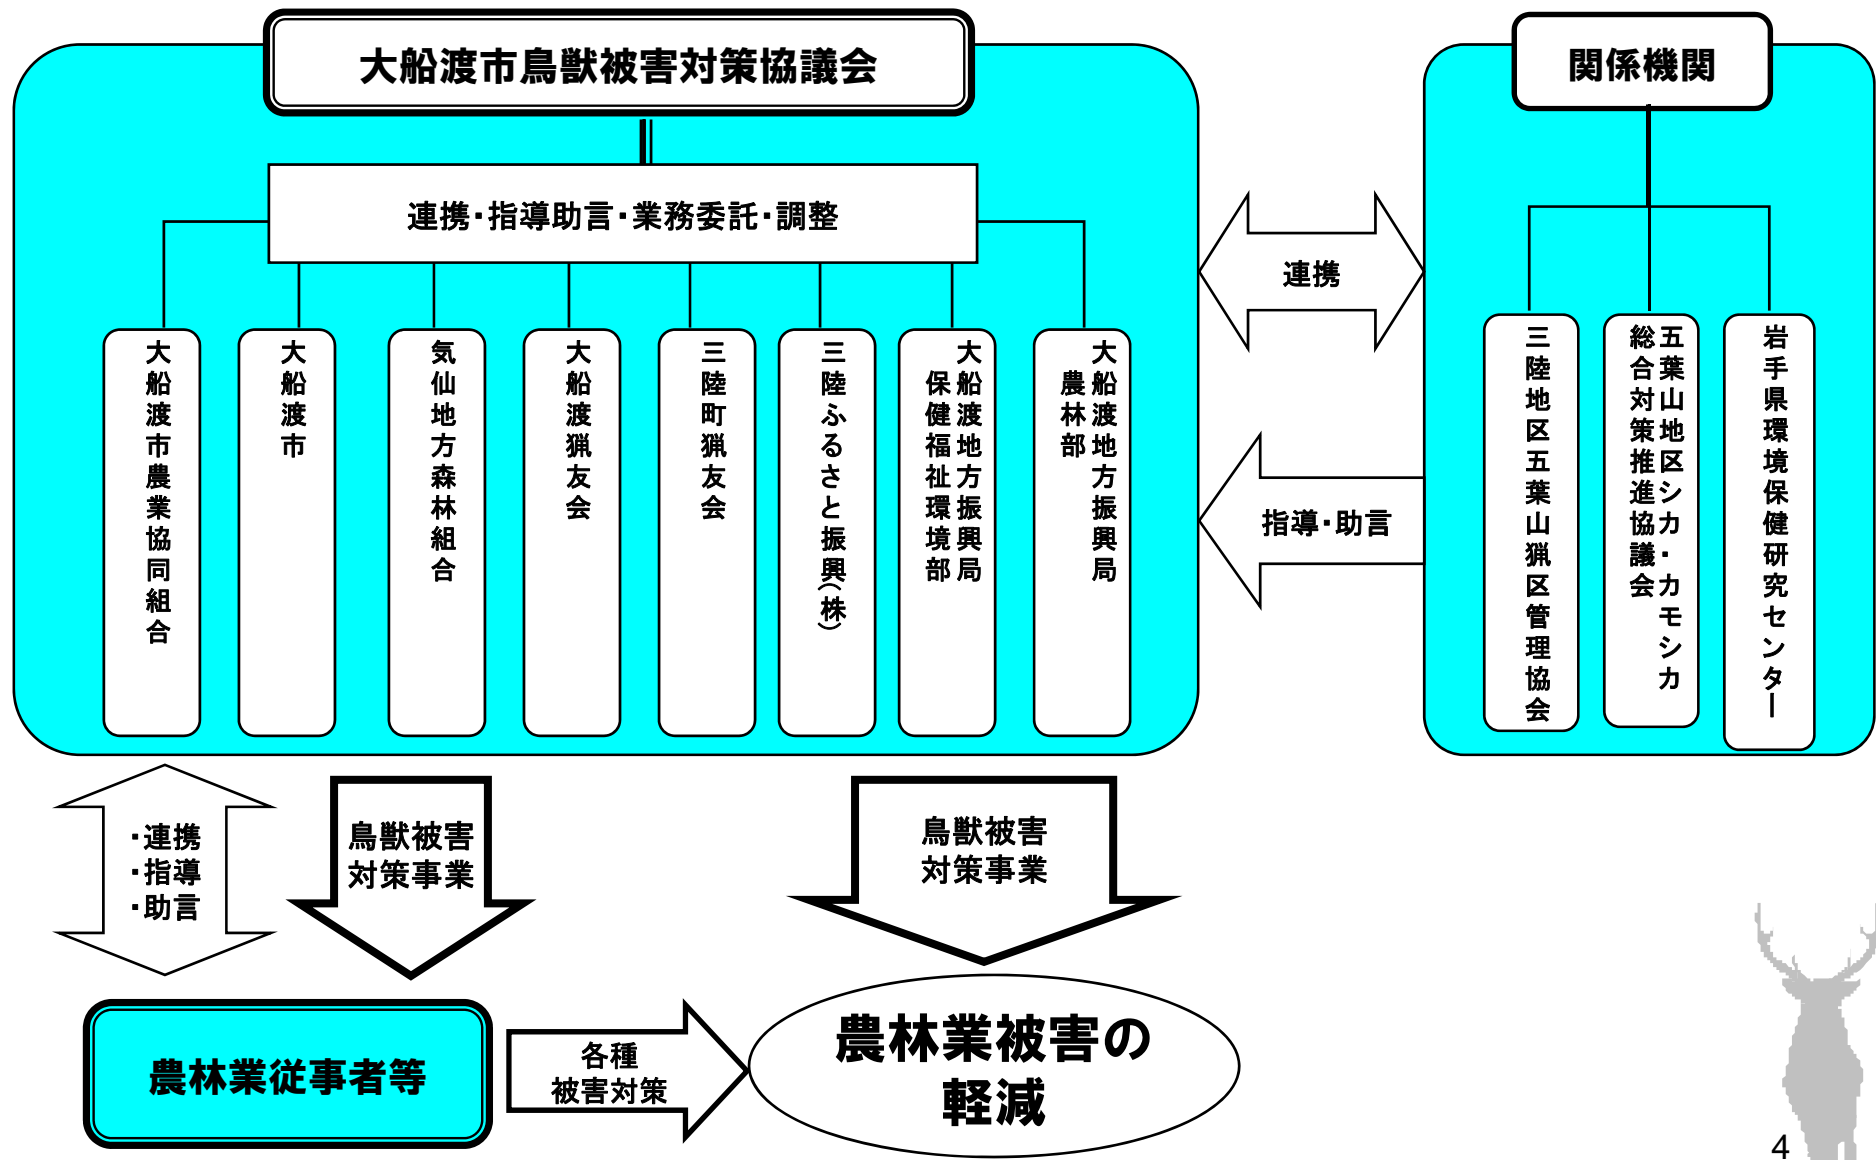 大船渡市鳥獣被害対策協議会
関係機関
連携・指導助言・業務委託・調整
大船渡市農業協同組合
大船渡市
気仙地方森林組合
大船渡猟友会
三陸町猟友会
三陸ふるさと振興(株)
大船渡地方振興局
保健福祉環境部
大船渡地方振興局
農林部
連携
指導・助言
三陸地区五葉山猟区管理協会
五葉山地区シカ・カモシカ
総合対策推進協議会
岩手県環境保健研究センター
・連携
・指導
・助言
鳥獣被害
対策事業
鳥獣被害
対策事業
農林業従事者等
各種
被害対策
農林業被害の
軽減
4